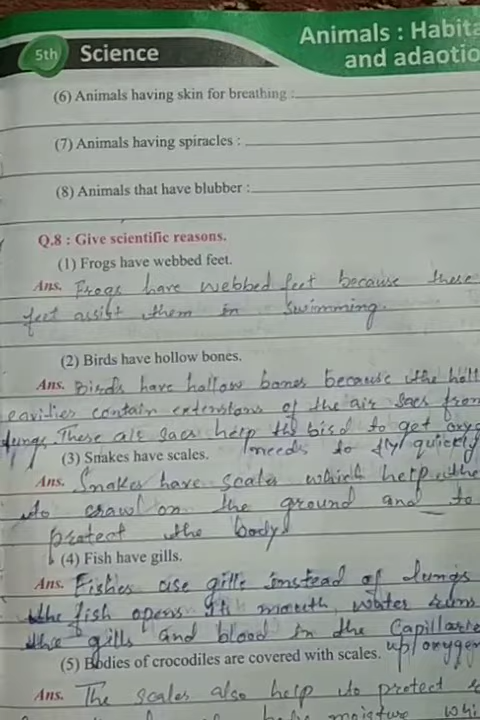 5th Science
Animals : Habita
and adaotio
(6) Animals having skin for breathing :
(7) Animals having spiracles :
(8) Animals that have blubber :
Q.8 : Give scientific reasons.
(1) Frogs have webbed feet.
Ans. Frogs have webbed feet because these
feet assist them in swimming.
(2) Birds have hollow bones.
Ans. Birds have hollow bones because the holl
cavities contain extensions of the air sacs from
lungs. These air sacs help the bird to get oxyg
needs to fly quickly
(3) Snakes have scales.
Ans. Snakes have scales which help the
to crawl on the ground and to
protect the body
(4) Fish have gills.
Ans. Fishes use gills instead of lungs
the fish opens its mouth, water runs
the gills and blood in the capillarie
up oxygen
(5) Bodies of crocodiles are covered with scales.
Ans. The scales also help to protect
moisture whi